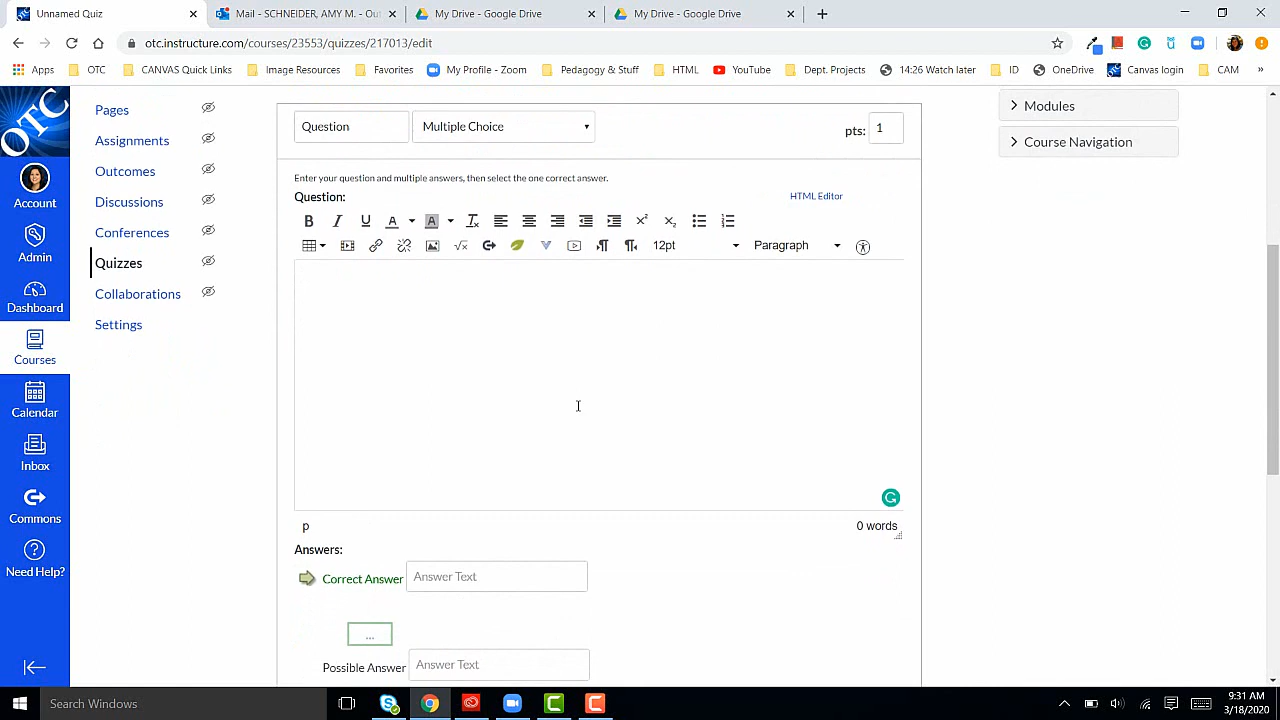 Unnamed Quiz
Mail - SCHNEIDER, AMY M. - Out
My Drive - Google Drive
My Drive - Google Drive
otc.instructure.com/courses/23553/quizzes/217013/edit
Apps
OTC
CANVAS Quick Links
Image Resources
Favorites
My Profile - Zoom
Pedagogy & Stuff
HTML
YouTube
Dept. Projects
14:26 Watch later
ID
OneDrive
Canvas login
CAM
»
OTC
Account
Admin
Dashboard
Courses
Calendar
Inbox
Commons
Need Help?
Pages
Assignments
Outcomes
Discussions
Conferences
Quizzes
Collaborations
Settings
Question
Multiple Choice
pts: 1
Enter your question and multiple answers, then select the one correct answer.
Question:
HTML Editor
12pt
Paragraph
p
0 words
Answers:
Correct Answer
Answer Text
...
Possible Answer
Answer Text
Modules
Course Navigation
Search Windows
9:31 AM
3/18/2020